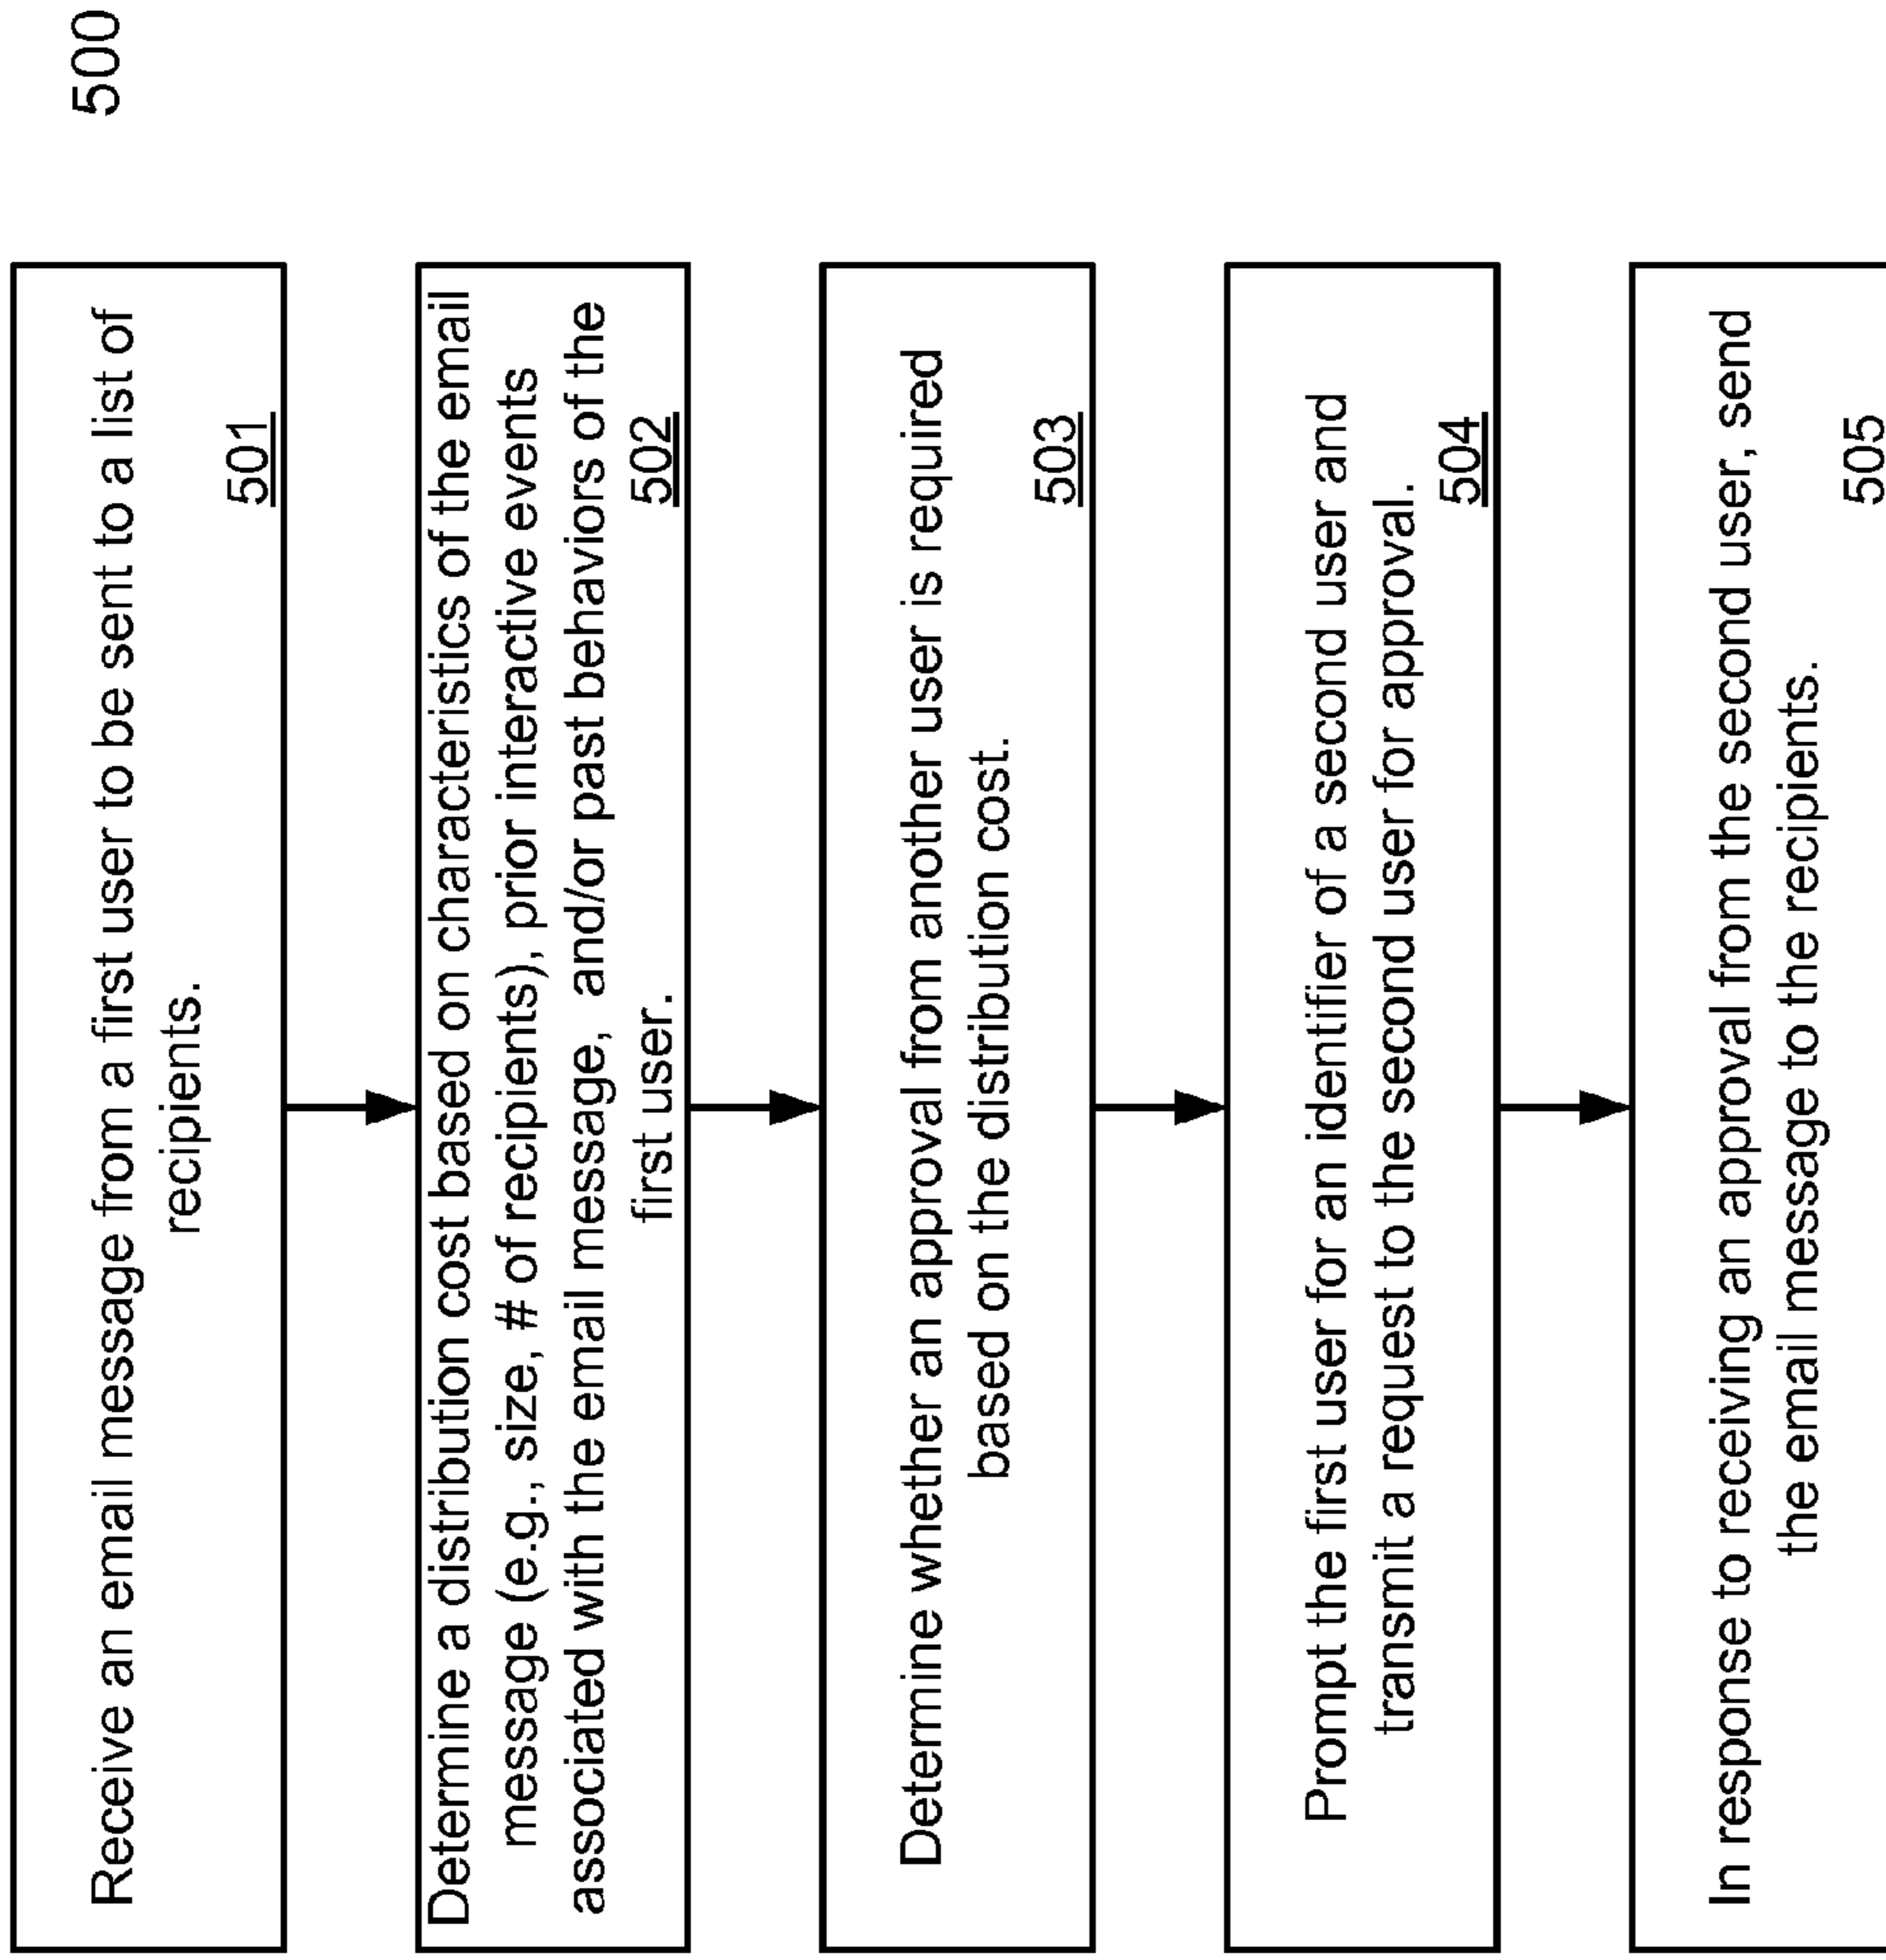 500
Receive an email message from a first user to be sent to a list of
recipients.
501
Determine a distribution cost based on characteristics of the email
message (e.g., size, # of recipients), prior interactive events
associated with the email message, and/or past behaviors of the
first user.
502
Determine whether an approval from another user is required
based on the distribution cost.
503
Prompt the first user for an identifier of a second user and
transmit a request to the second user for approval.
504
In response to receiving an approval from the second user, send
the email message to the recipients.
505